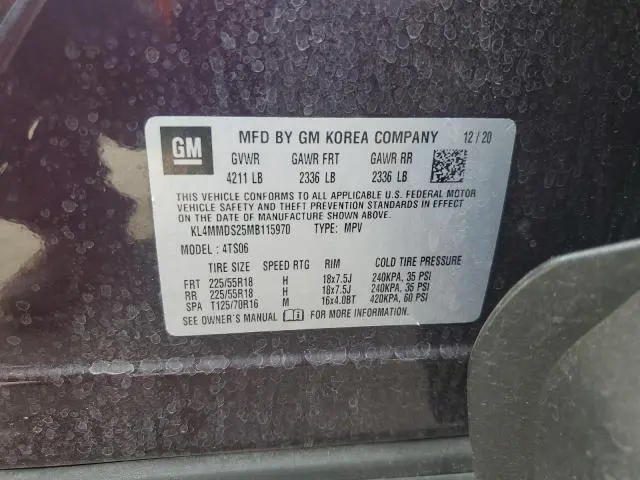 GM MFD BY GM KOREA COMPANY 12/20
GVWR GAWR FRT GAWR RR
4211 LB 2336 LB 2336 LB
THIS VEHICLE CONFORMS TO ALL APPLICABLE U.S. FEDERAL MOTOR
VEHICLE SAFETY AND THEFT PREVENTION STANDARDS IN EFFECT ON
THE DATE OF MANUFACTURE SHOWN ABOVE.
KL4MMDS25MB115970 TYPE: MPV
MODEL: 4TS06
TIRE SIZE SPEED RTG RIM COLD TIRE PRESSURE
FRT 225/55R18 H 18x7.5J 240KPA, 35 PSI
RR 225/55R18 H 18x7.5J 240KPA, 35 PSI
SPA T125/70R16 M 16x4.0BT 420KPA, 60 PSI
SEE OWNER'S MANUAL FOR MORE INFORMATION.